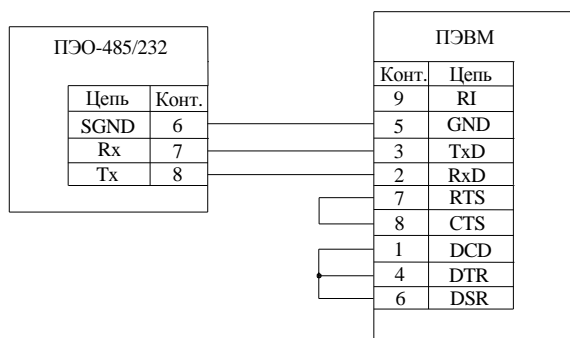 ПЭО-485/232
Цепь Конт.
SGND 6
Rx 7
Tx 8
ПЭВМ
Конт. Цепь
9 RI
5 GND
3 TxD
2 RxD
7 RTS
8 CTS
1 DCD
4 DTR
6 DSR